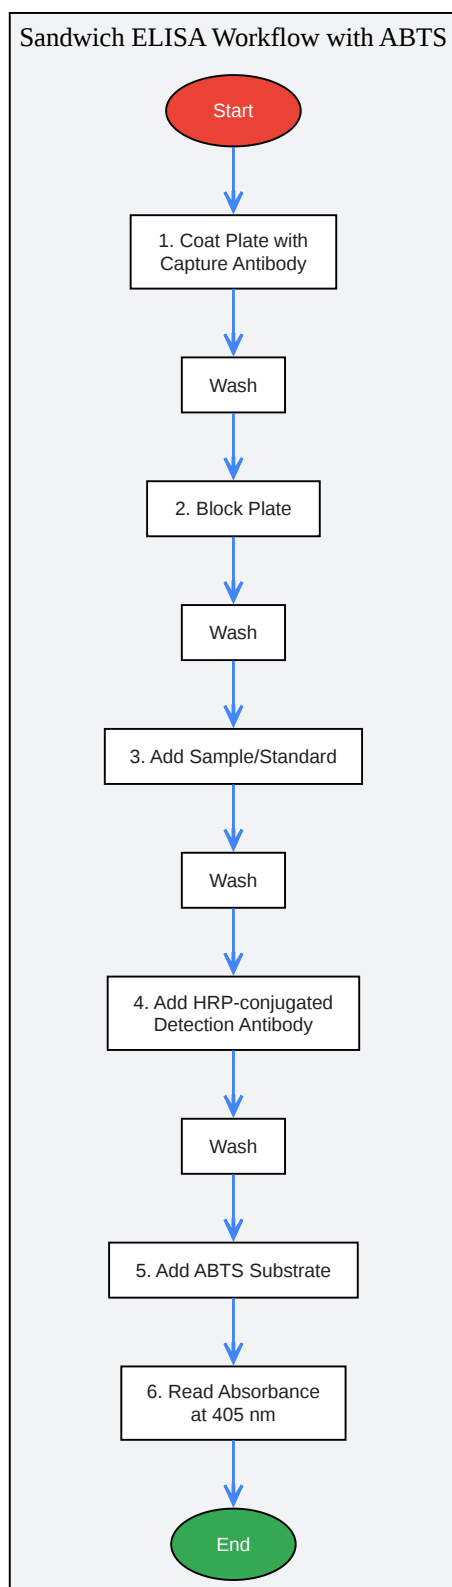 Sandwich ELISA Workflow with ABTS
Start
1. Coat Plate with
Capture Antibody
Wash
2. Block Plate
Wash
3. Add Sample/Standard
Wash
4. Add HRP-conjugated
Detection Antibody
Wash
5. Add ABTS Substrate
6. Read Absorbance
at 405 nm
End